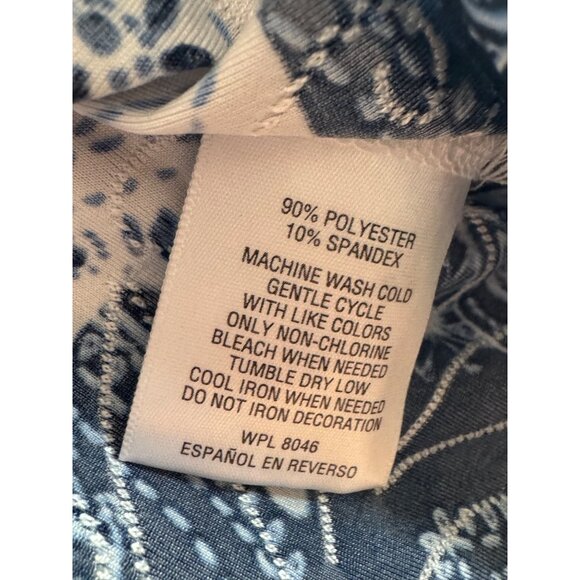 90% POLYESTER
10% SPANDEX
MACHINE WASH COLD
GENTLE CYCLE
WITH LIKE COLORS
ONLY NON-CHLORINE
BLEACH WHEN NEEDED
TUMBLE DRY LOW
COOL IRON WHEN NEEDED
DO NOT IRON DECORATION
WPL 8046
ESPAÑOL EN REVERSO